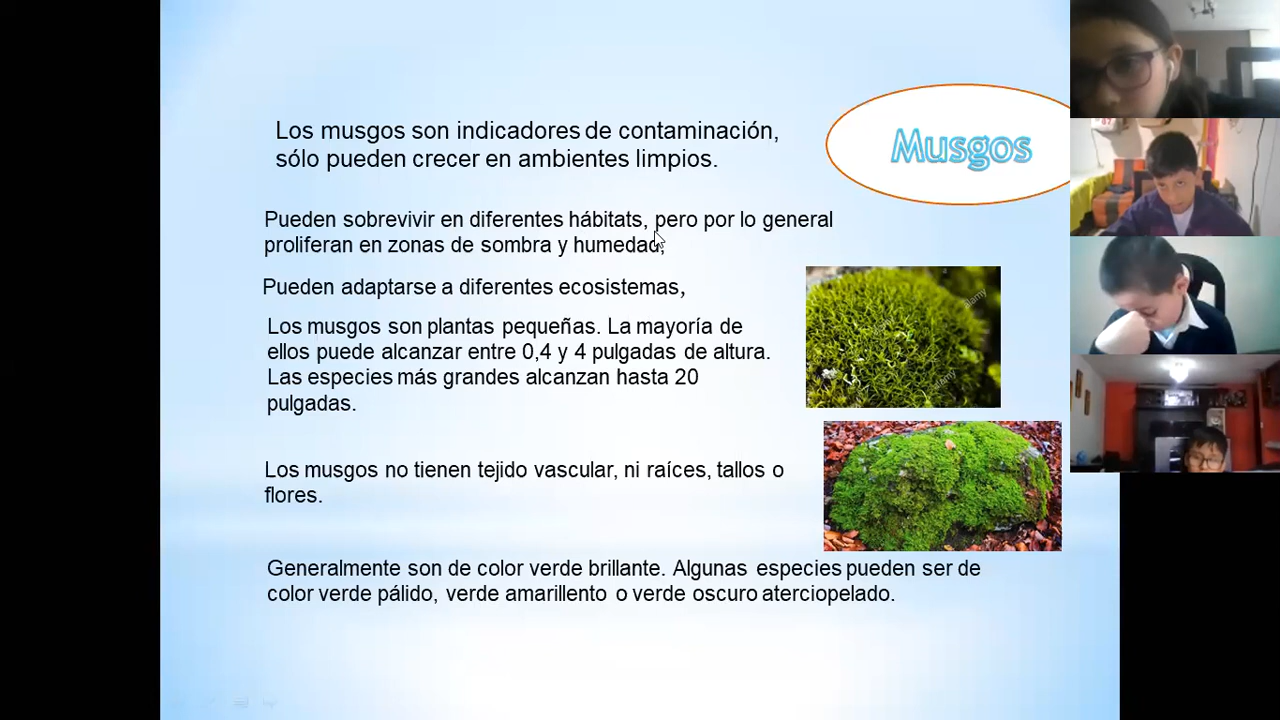 Los musgos son indicadores de contaminación,
sólo pueden crecer en ambientes limpios.
Musgos
Pueden sobrevivir en diferentes hábitats, pero por lo general
proliferan en zonas de sombra y humedad,
Pueden adaptarse a diferentes ecosistemas,
Los musgos son plantas pequeñas. La mayoría de
ellos puede alcanzar entre 0,4 y 4 pulgadas de altura.
Las especies más grandes alcanzan hasta 20
pulgadas.
alamy
alamy
Los musgos no tienen tejido vascular, ni raíces, tallos o
flores.
Generalmente son de color verde brillante. Algunas especies pueden ser de
color verde pálido, verde amarillento o verde oscuro aterciopelado.